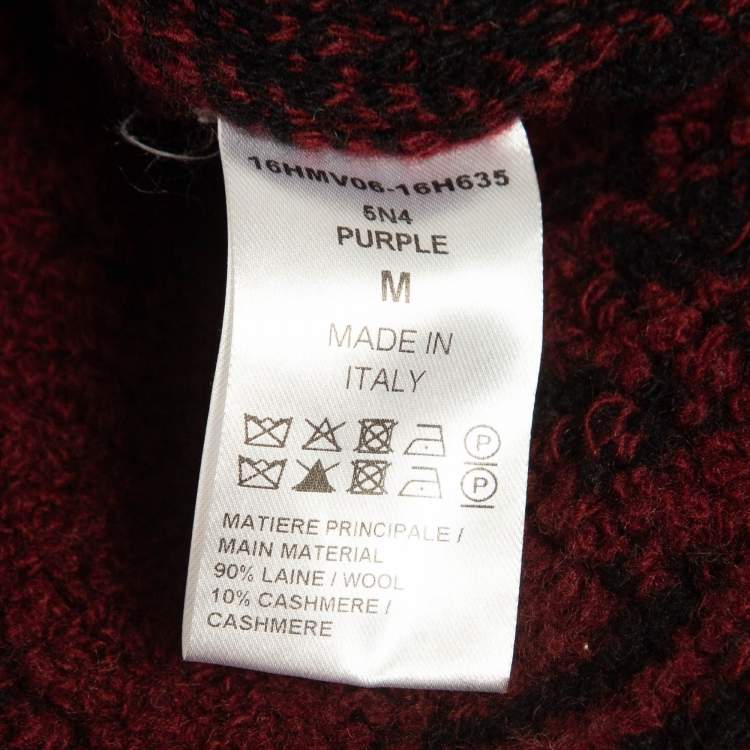 16HMV06-16H635
5N4
PURPLE
M
MADE IN
ITALY
P
P
MATIERE PRINCIPALE /
MAIN MATERIAL
90% LAINE / WOOL
10% CASHMERE /
CASHMERE